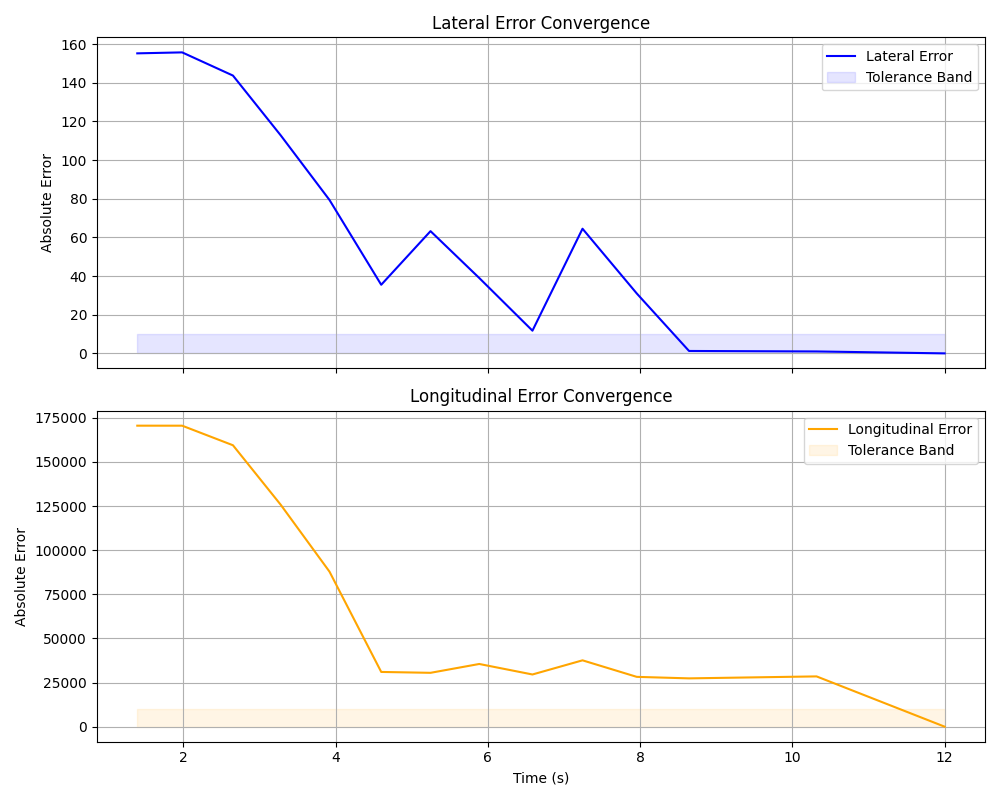 Lateral Error Convergence
160
140
120
100
80
60
40
20
0
Absolute Error
Lateral Error
Tolerance Band
Longitudinal Error Convergence
175000
150000
125000
100000
75000
50000
25000
0
Absolute Error
Longitudinal Error
Tolerance Band
2 4 6 8 10 12
Time (s)